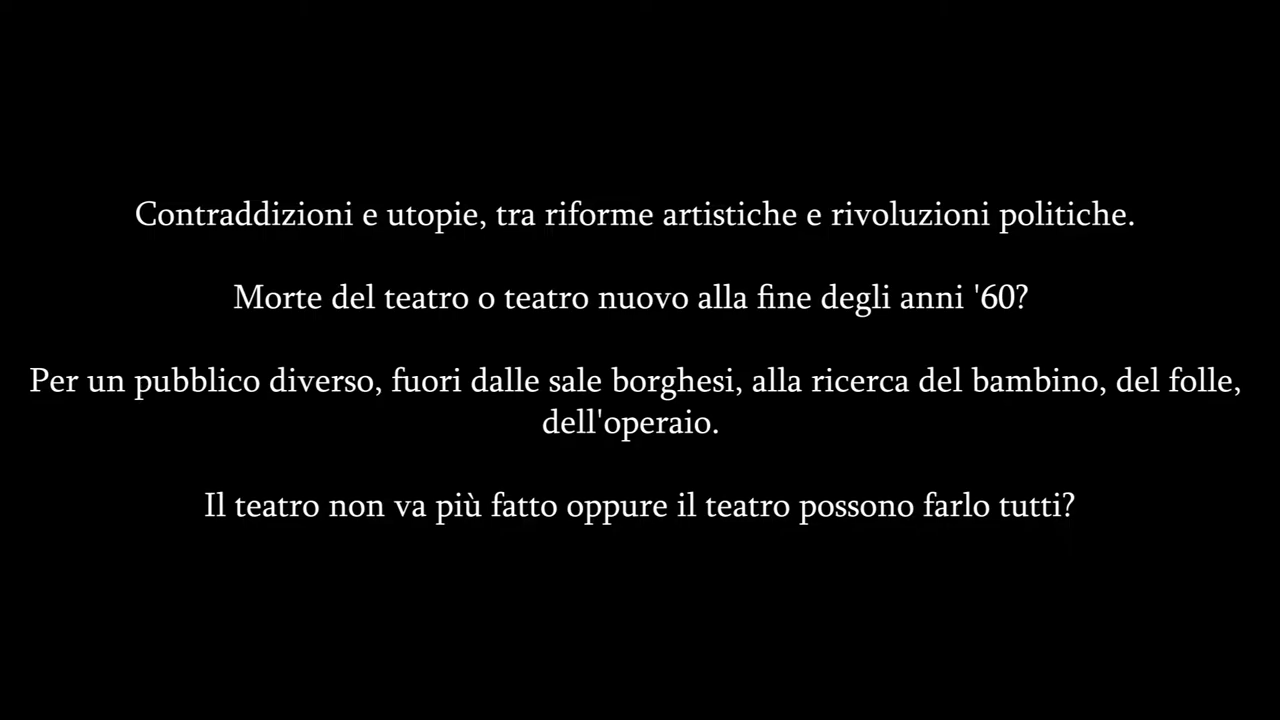 Contraddizioni e utopie, tra riforme artistiche e rivoluzioni politiche.
Morte del teatro o teatro nuovo alla fine degli anni '60?
Per un pubblico diverso, fuori dalle sale borghesi, alla ricerca del bambino, del folle,
dell'operaio.
Il teatro non va più fatto oppure il teatro possono farlo tutti?